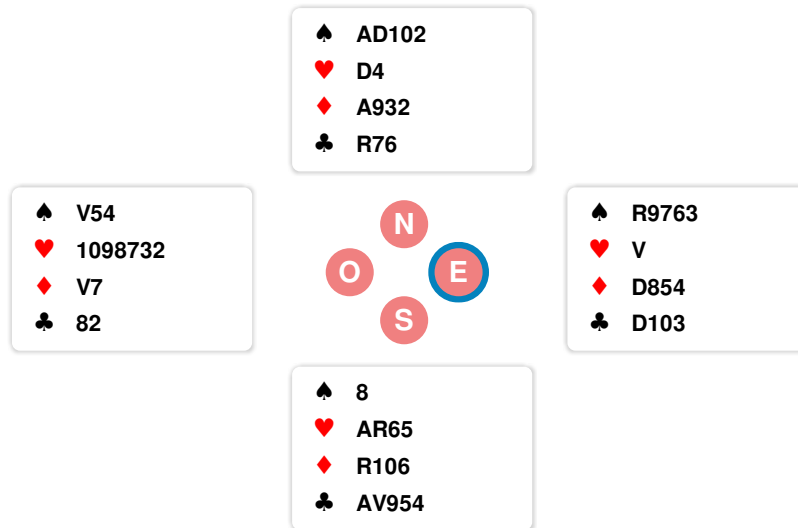 ♠ AD102
♥ D4
♦ A932
♣ R76
♠ V54
♥ 1098732
♦ V7
♣ 82
N
O
E
S
♠ R9763
♥ V
♦ D854
♣ D103
♠ 8
♥ AR65
♦ R106
♣ AV954